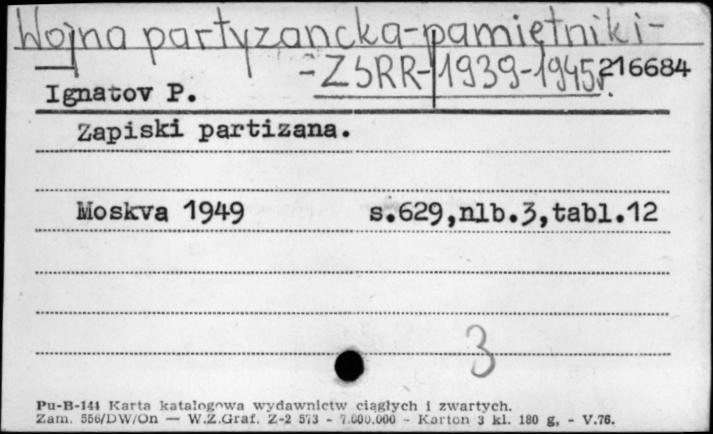 Wojna partyzancka-pamiętniki-
-ZSRR-1939-1945r.
216684
Ignatov P.
Zapiski partizana.
Moskva 1949 s.629,nlb.3,tabl.12
3
Pu-B-141 Karta katalogowa wydawnictw ciągłych i zwartych.
Zam. 556/DW/On — W.Z.Graf. Z-2 573 - 7.000.000 - Karton 3 kl. 180 g, - V.76.